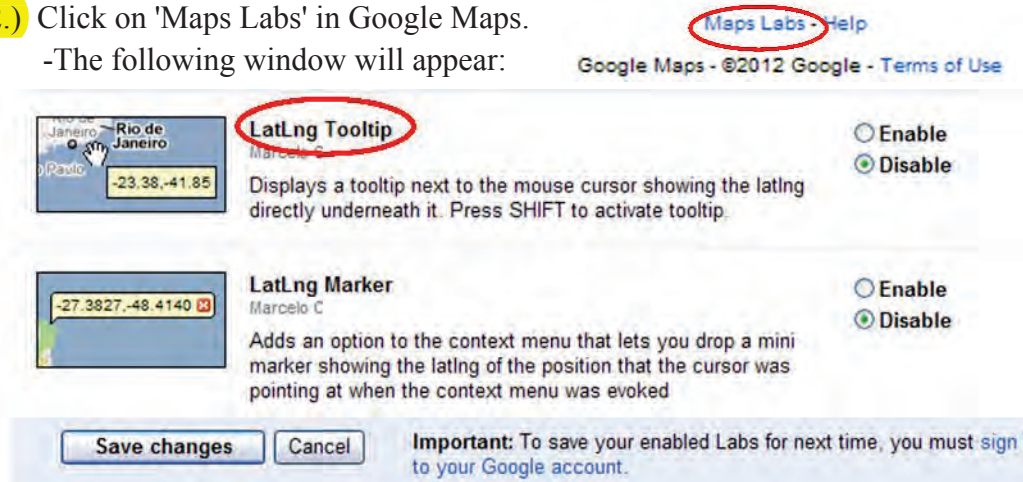 .) Click on 'Maps Labs' in Google Maps.
Maps Labs - Help
-The following window will appear:
Google Maps - ©2012 Google - Terms of Use
Janeiro
Rio de
Janeiro
Paulo
-23.38,-41.85
LatLng Tooltip
Marcelo C
Displays a tooltip next to the mouse cursor showing the latlng
directly underneath it. Press SHIFT to activate tooltip.
Enable
Disable
-27.3827,-48.4140
LatLng Marker
Marcelo C
Adds an option to the context menu that lets you drop a mini
marker showing the latlng of the position that the cursor was
pointing at when the context menu was evoked
Enable
Disable
Save changes
Cancel
Important: To save your enabled Labs for next time, you must sign
to your Google account.